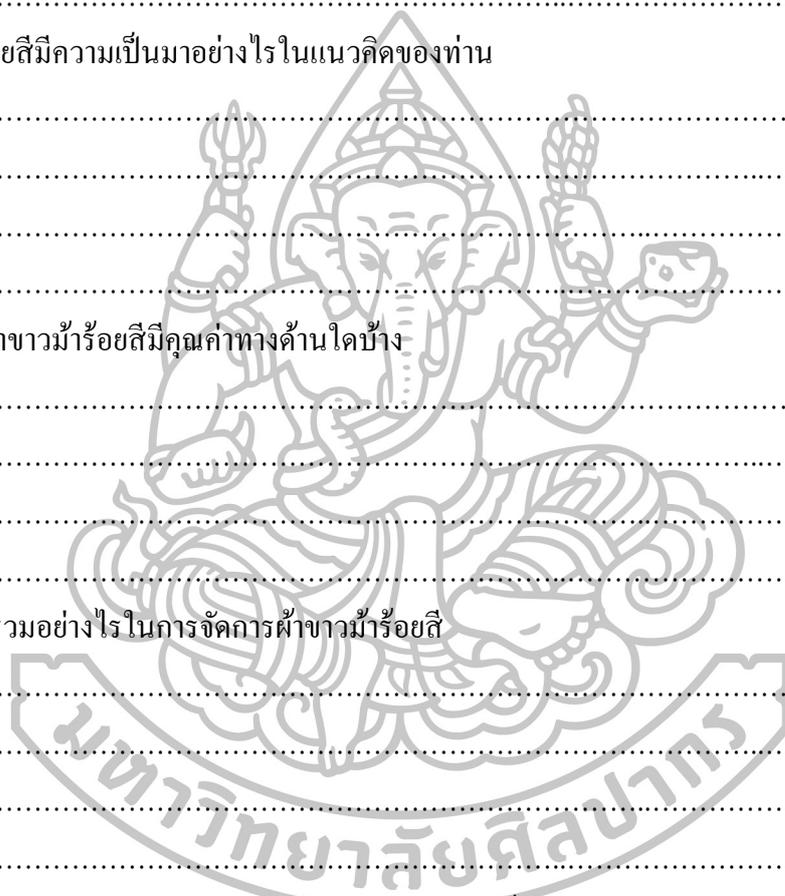 ยสีมีความเป็นมาอย่างไรในแนวคิดของท่าน
าขาวม้าร้อยสีมีคุณค่าทางด้านใดบ้าง
รวมอย่างไรในการจัดการผ้าขาวม้าร้อยสี
มหาวิทยาลัยศิลปากร